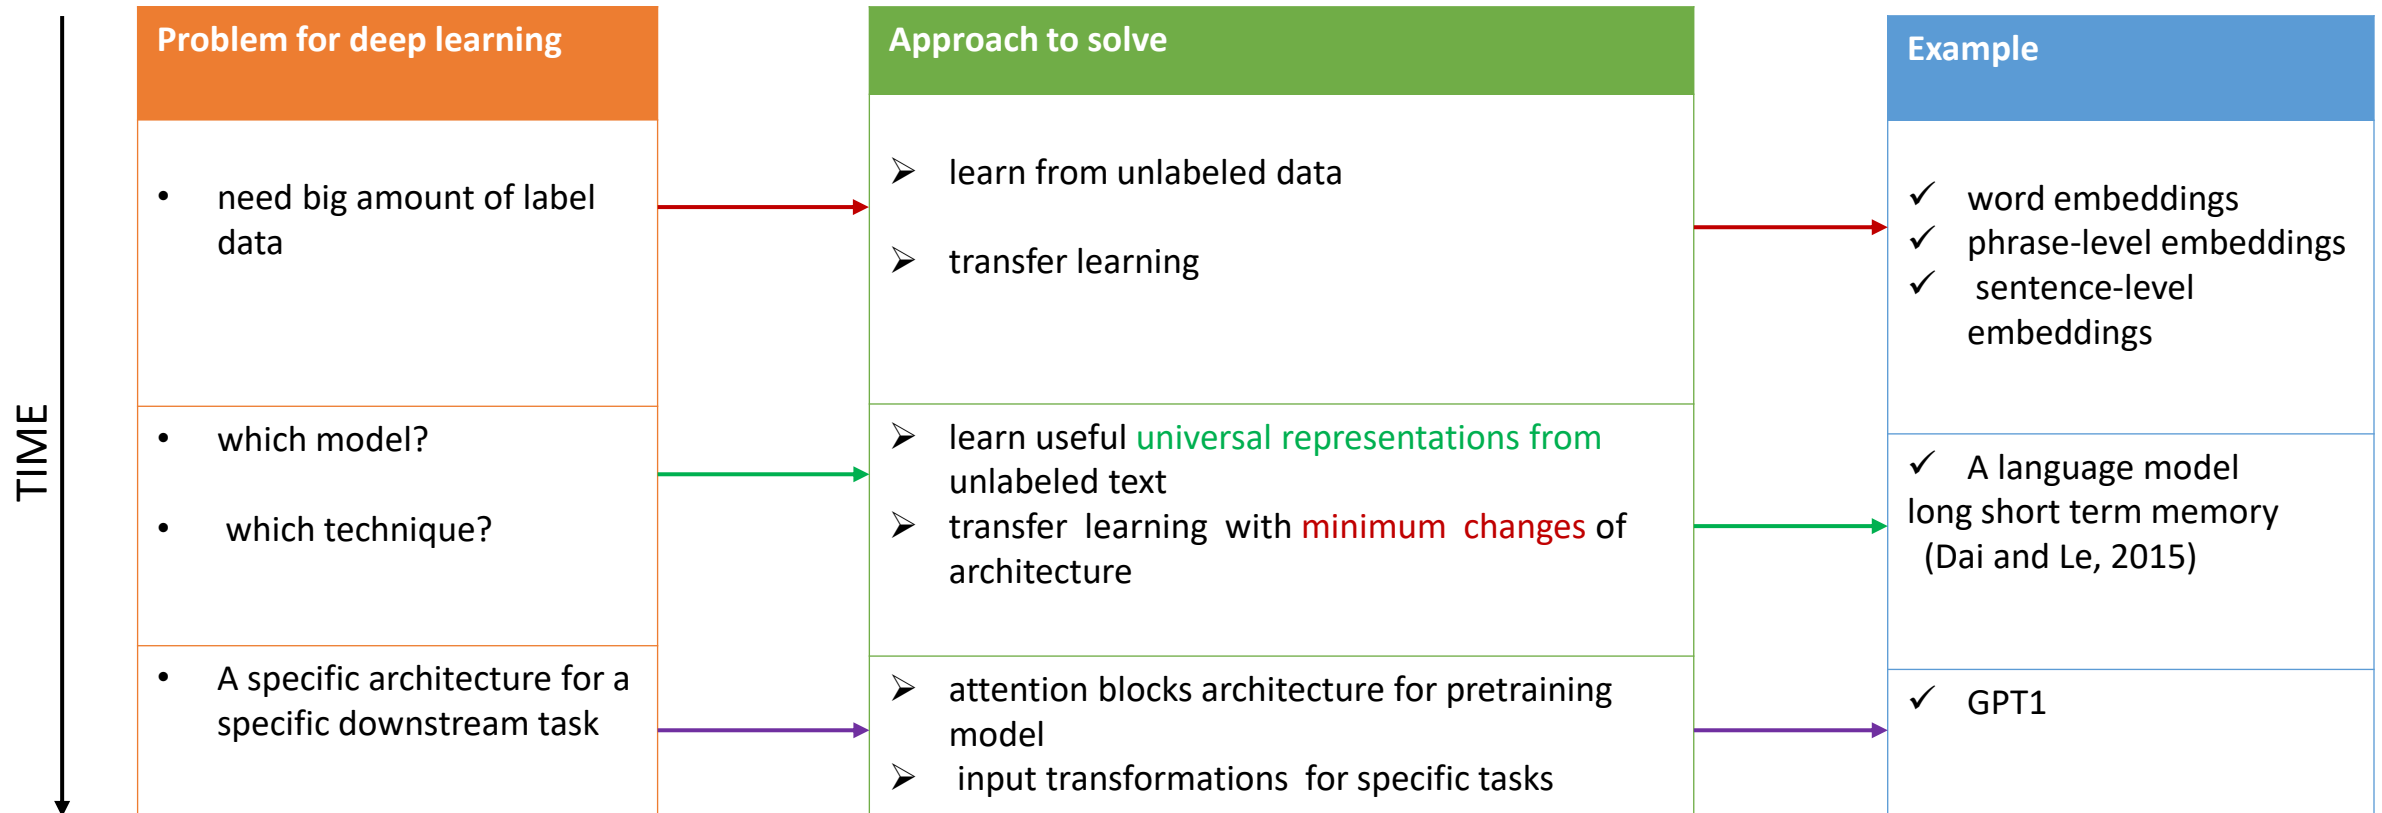 TIME
Problem for deep learning
• need big amount of label
data
• which model?
• which technique?
• A specific architecture for a
specific downstream task
Approach to solve
➢ learn from unlabeled data
➢ transfer learning
➢ learn useful universal representations from
unlabeled text
➢ transfer learning with minimum changes of
architecture
➢ attention blocks architecture for pretraining
model
➢ input transformations for specific tasks
Example
✓ word embeddings
✓ phrase-level embeddings
✓ sentence-level
embeddings
✓ A language model
long short term memory
(Dai and Le, 2015)
✓ GPT1